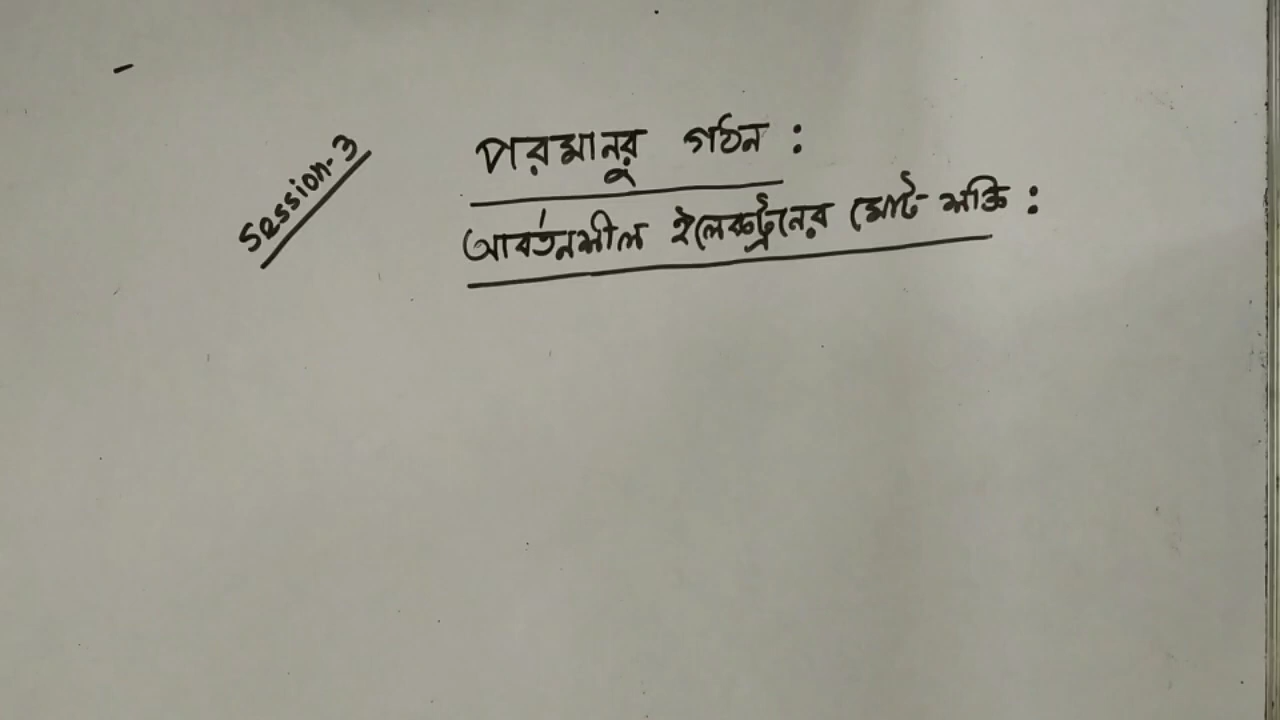 Session-3
পরমানুর গঠন :
আবর্তনশীল ইলেকট্রনের মোট শক্তি :